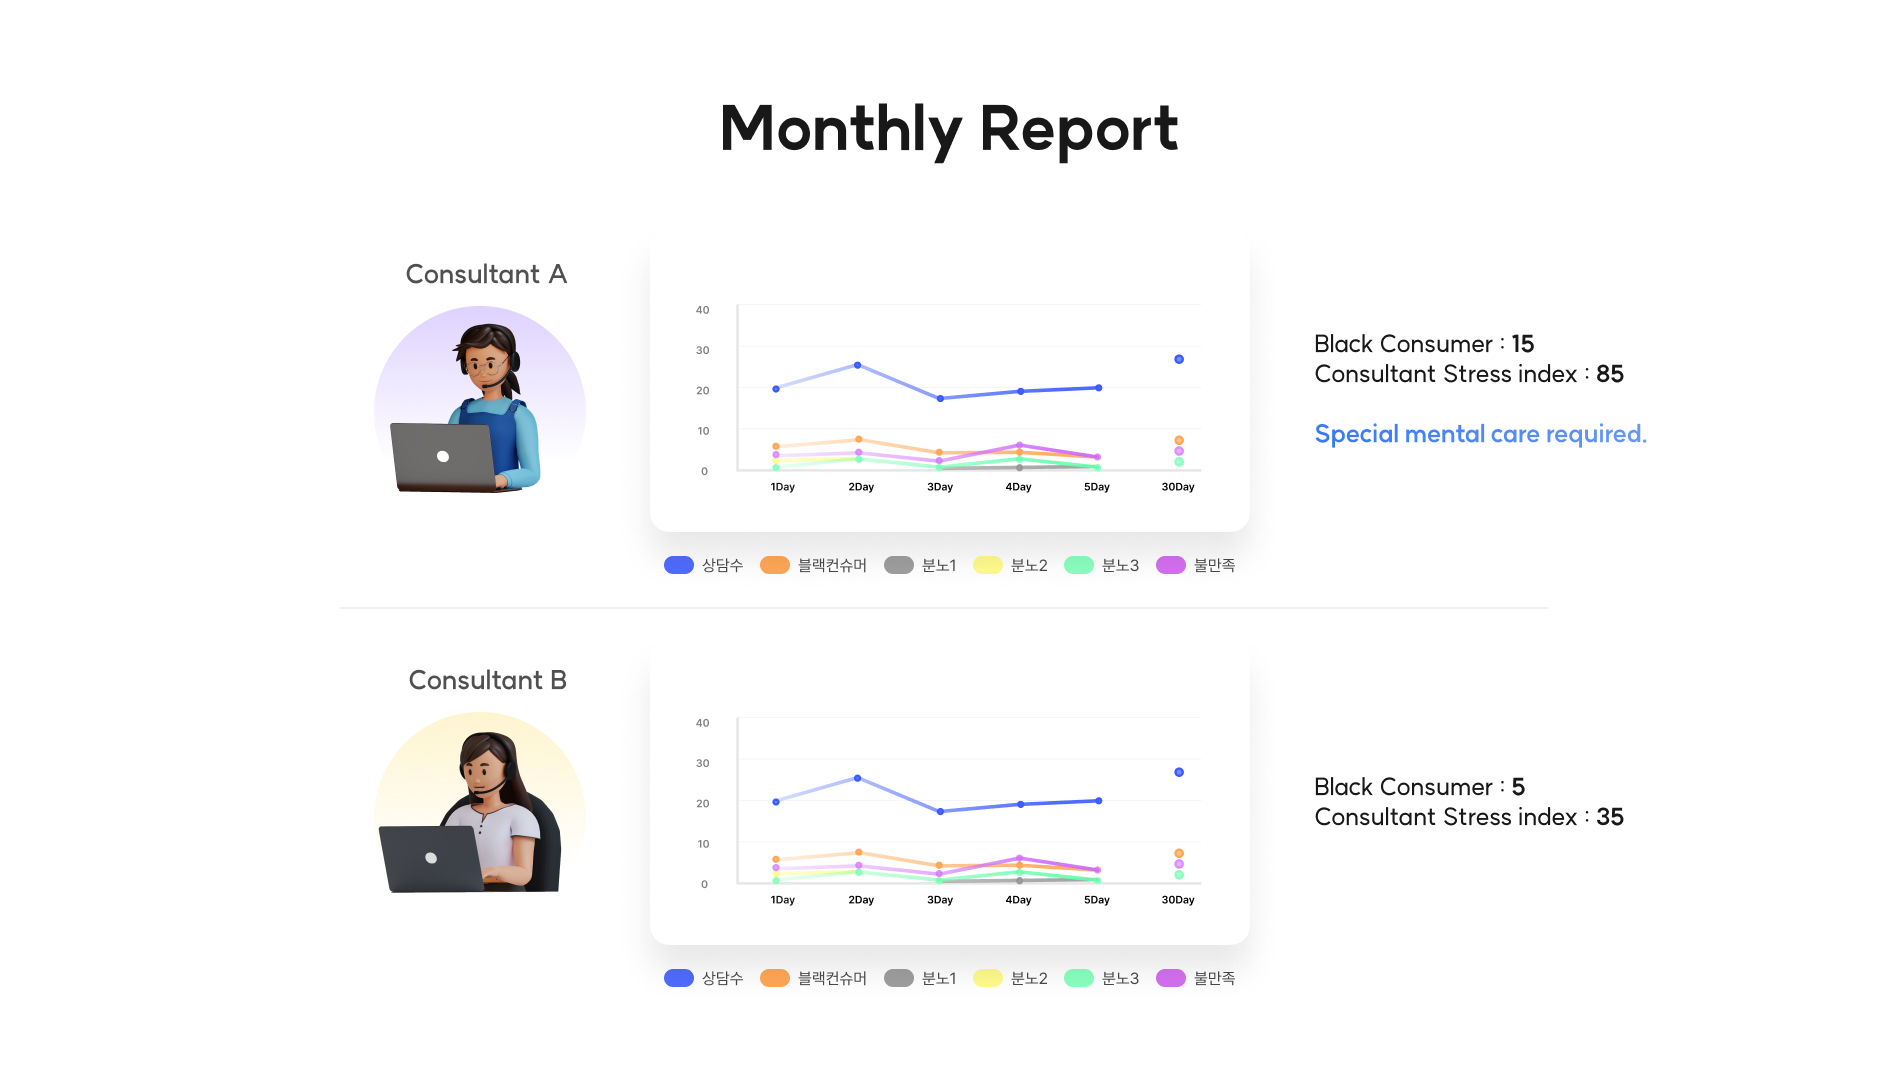 Monthly Report
Consultant A
40
30
20
10
0
1Day 2Day 3Day 4Day 5Day 30Day
상담수 블랙컨슈머 분노1 분노2 분노3 불만족
Black Consumer : 15
Consultant Stress index : 85
Special mental care required.
Consultant B
40
30
20
10
0
1Day 2Day 3Day 4Day 5Day 30Day
상담수 블랙컨슈머 분노1 분노2 분노3 불만족
Black Consumer : 5
Consultant Stress index : 35